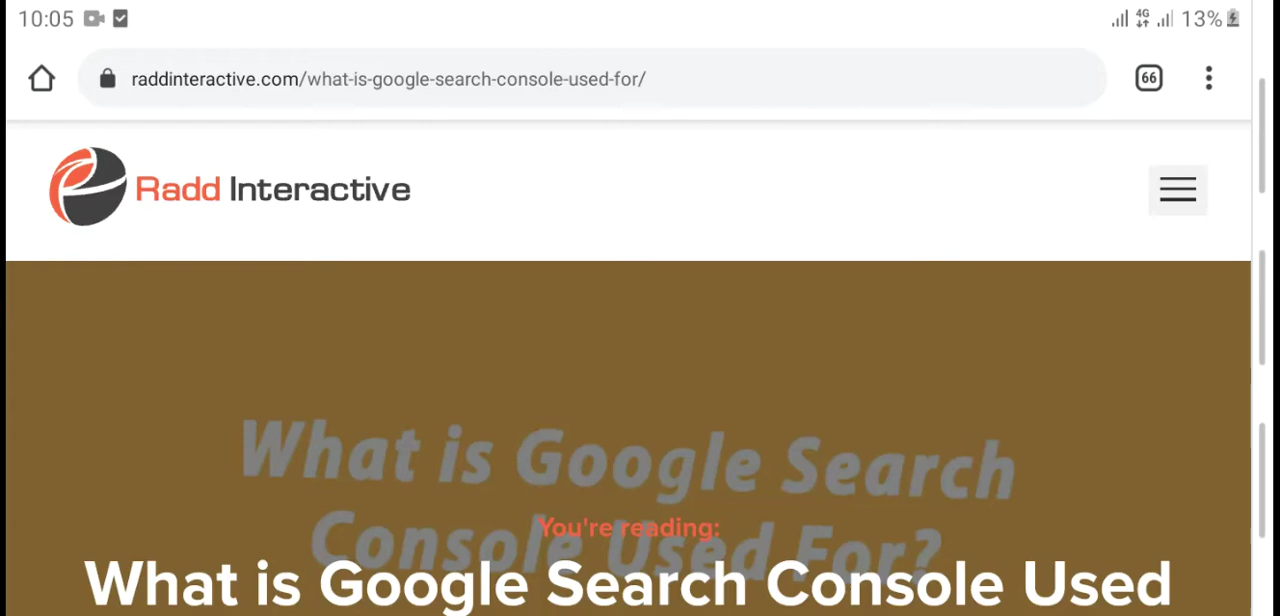 10:05 4G 13%
raddinteractive.com/what-is-google-search-console-used-for/ 66
Radd Interactive
What is Google Search
You're reading:
Console Used For?
What is Google Search Console Used